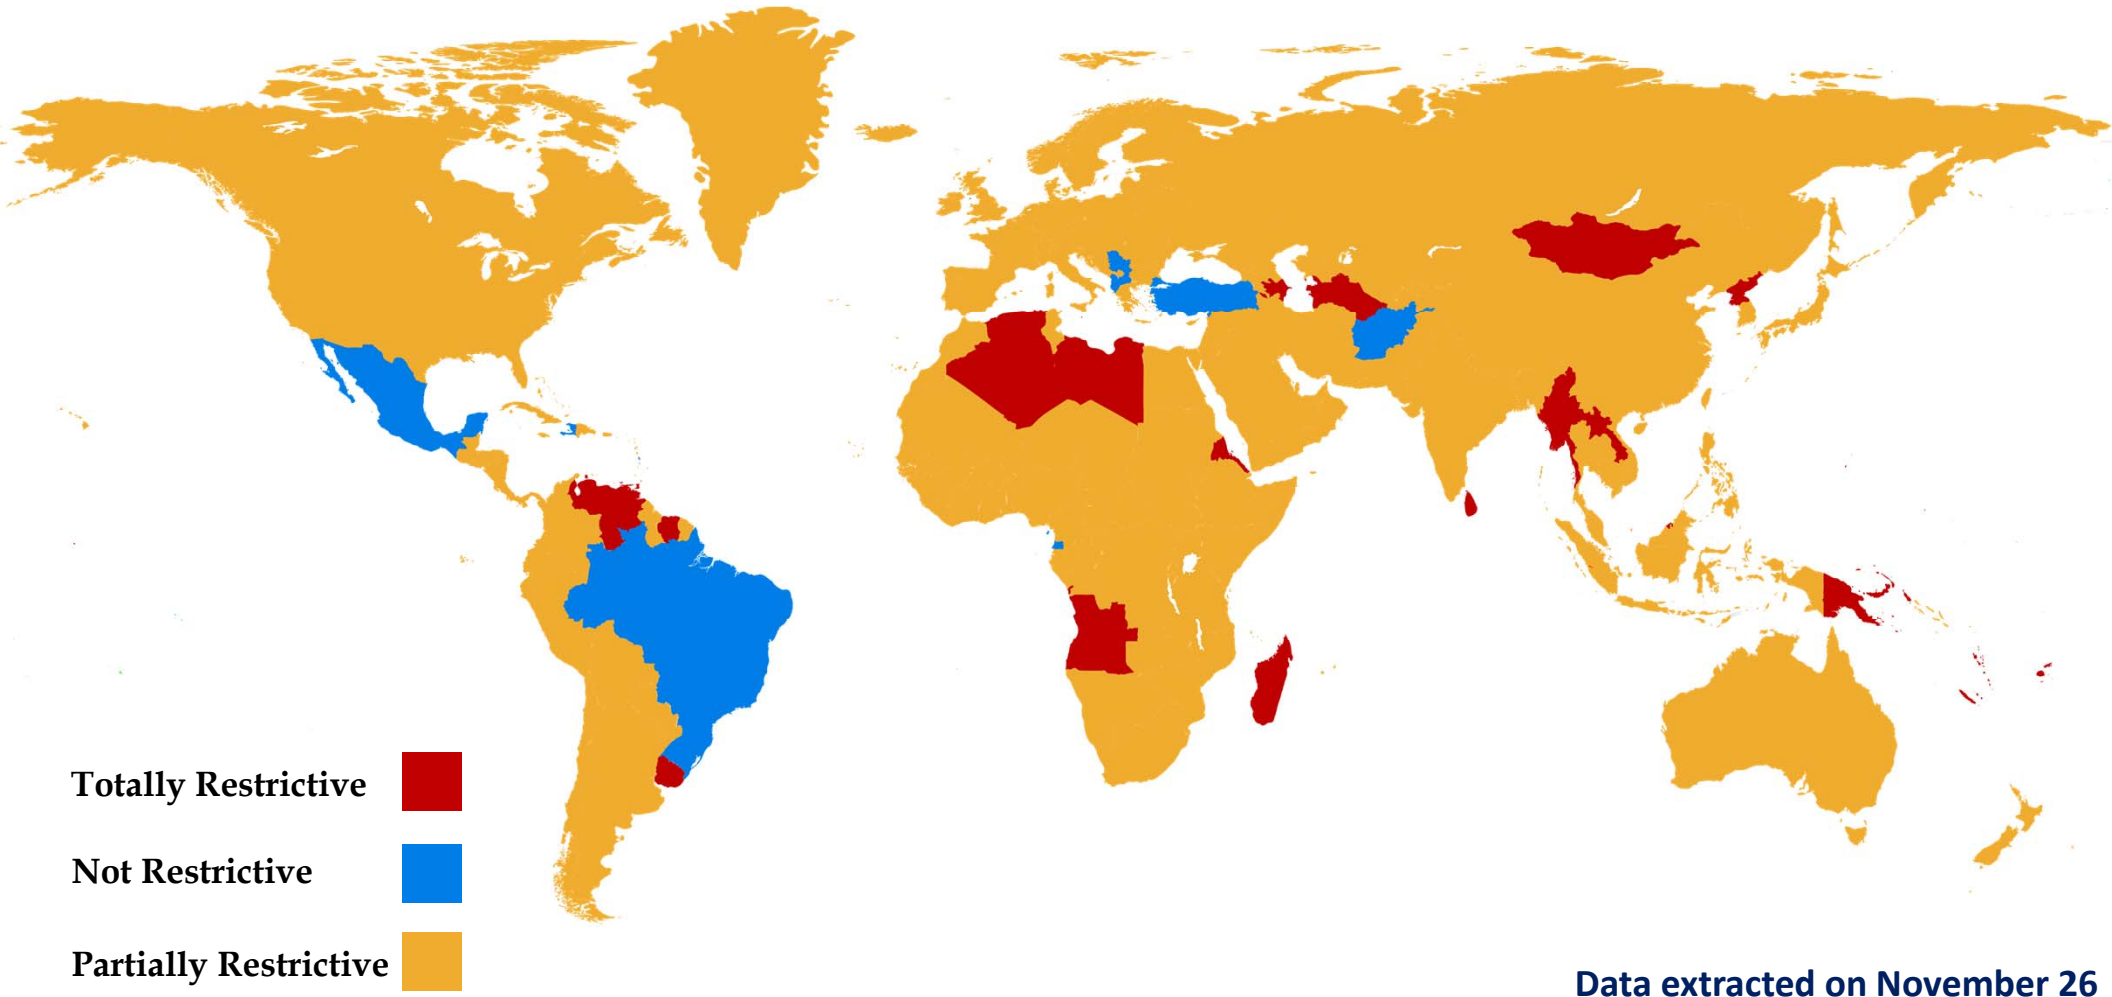 Totally Restrictive
Not Restrictive
Partially Restrictive
Data extracted on November 26